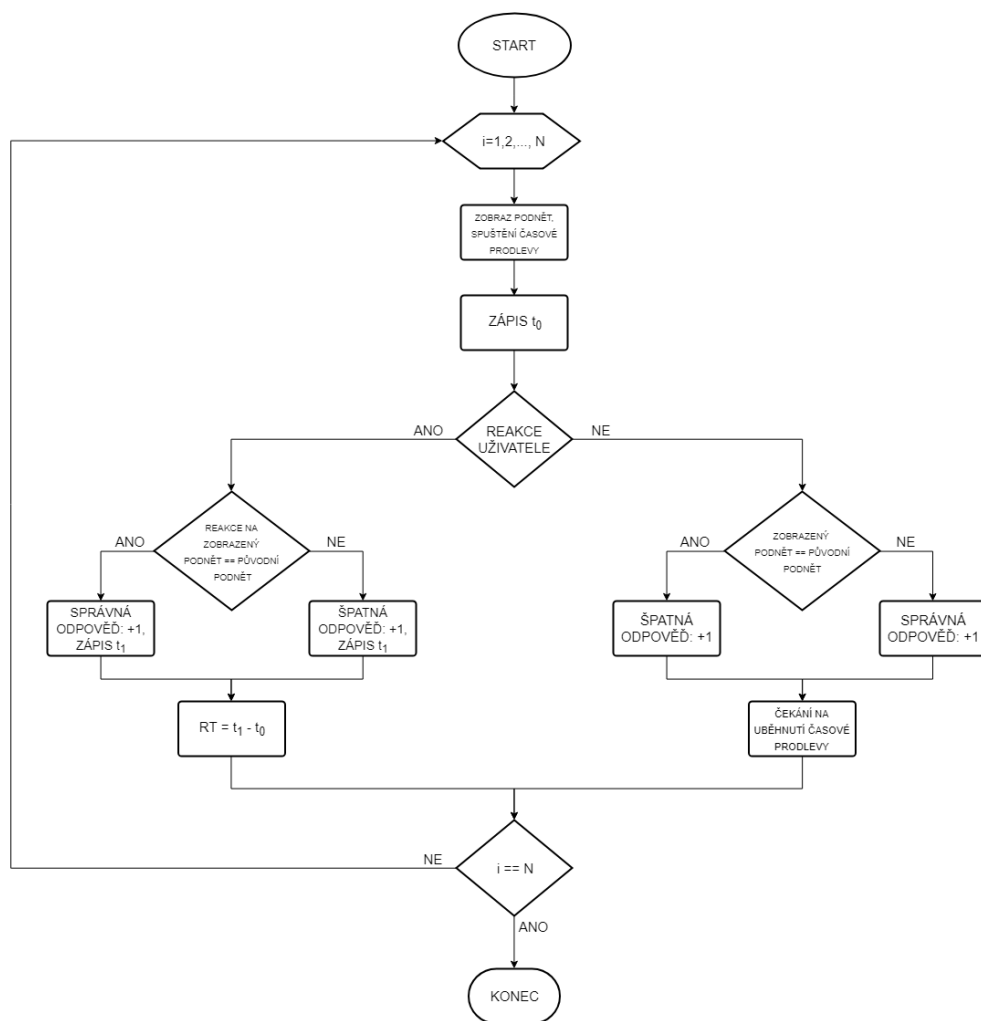 START
i=1,2,..., N
ZOBRAZ PODNĚT,
SPUŠTĚNÍ ČASOVÉ
PRODLEVY
ZÁPIS t0
REAKCE
UŽIVATELE
ANO
NE
REAKCE NA
ZOBRAZENÝ
PODNĚT == PŮVODNÍ
PODNĚT
ANO
NE
SPRÁVNÁ
ODPOVĚĎ: +1,
ZÁPIS t1
ŠPATNÁ
ODPOVĚĎ: +1,
ZÁPIS t1
RT = t1 - t0
ZOBRAZENÝ
PODNĚT == PŮVODNÍ
PODNĚT
ANO
NE
ŠPATNÁ
ODPOVĚĎ: +1
SPRÁVNÁ
ODPOVĚĎ: +1
ČEKÁNÍ NA
UBĚHNUTÍ ČASOVÉ
PRODLEVY
i == N
NE
ANO
KONEC